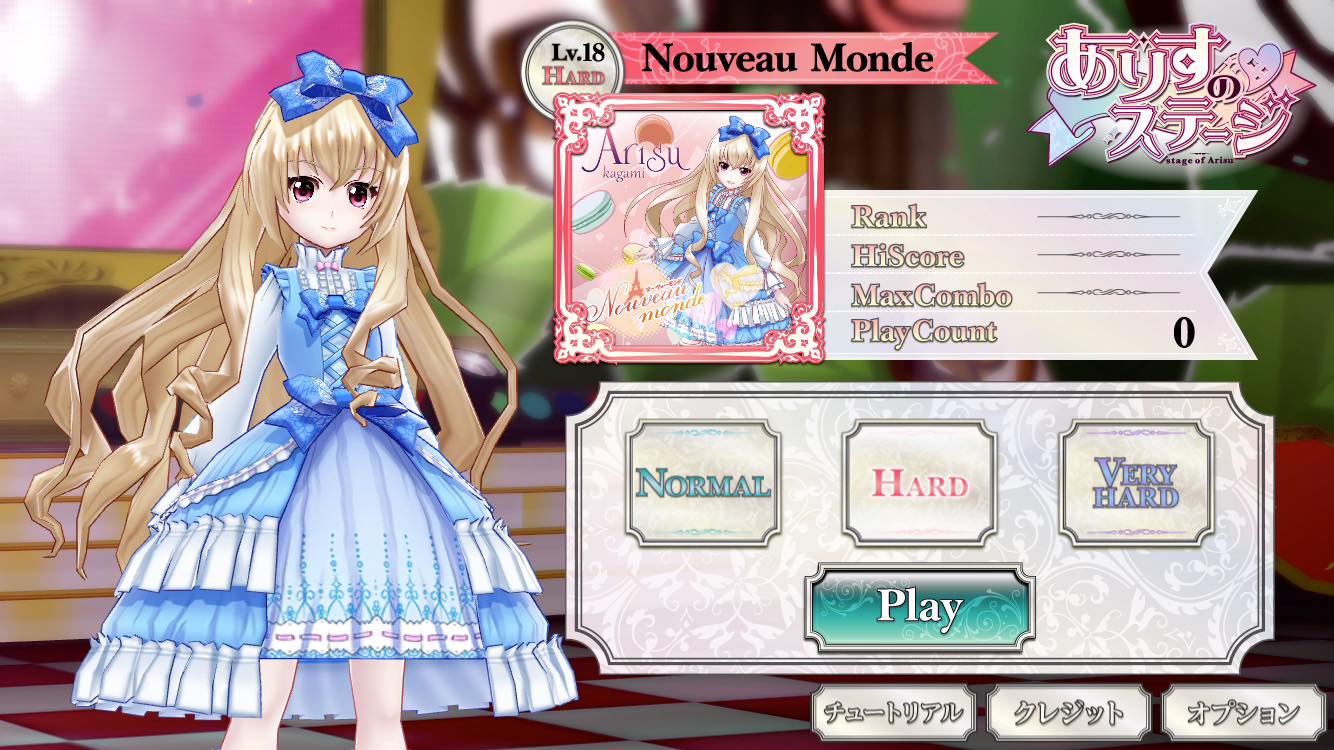 Lv.18
HARD
Nouveau Monde
ありすの
ステージ
stage of Arisu
Arisu
kagami
Nouveau
monde
Rank
HiScore
MaxCombo
PlayCount 0
NORMAL
HARD
VERY
HARD
Play
チュートリアル
クレジット
オプション